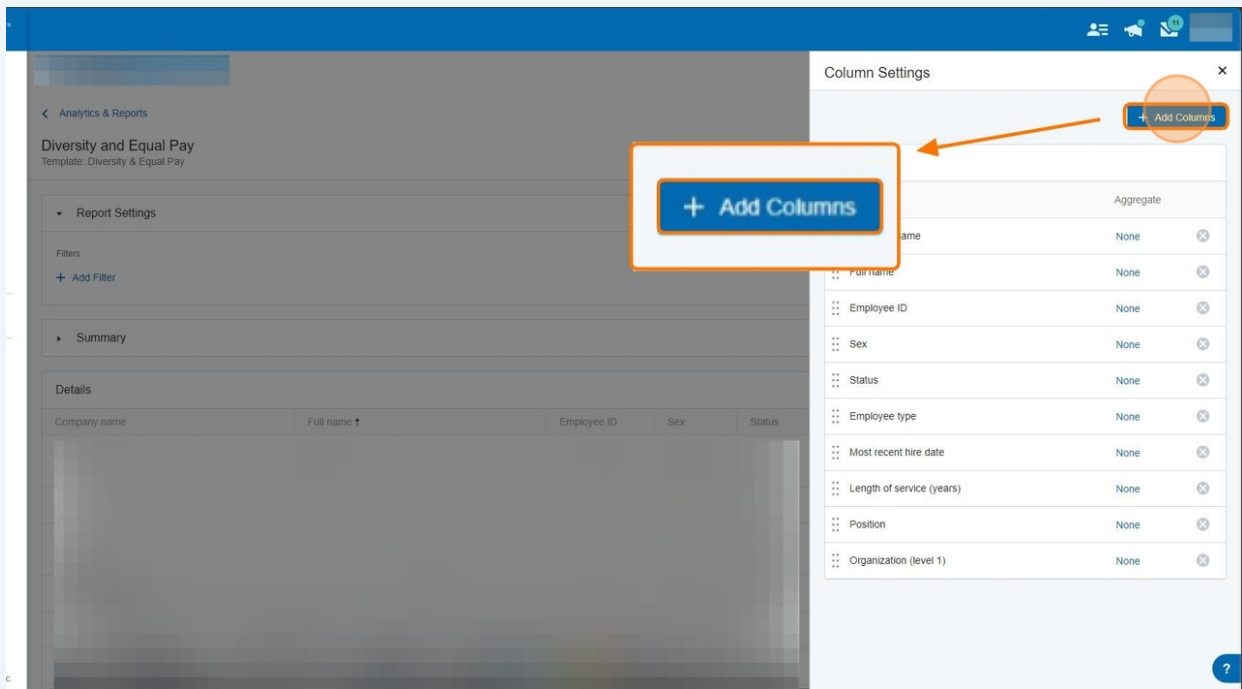 11
Column Settings
Analytics & Reports
+ Add Columns
Diversity and Equal Pay
Template: Diversity & Equal Pay
+ Add Columns
Report Settings
Aggregate
Filters
ame None
+ Add Filter
Full name None
Employee ID None
Summary
Sex None
Status None
Details
Employee type None
Company name Full name Employee ID Sex Status
Most recent hire date None
Length of service (years) None
Position None
Organization (level 1) None
?
c.